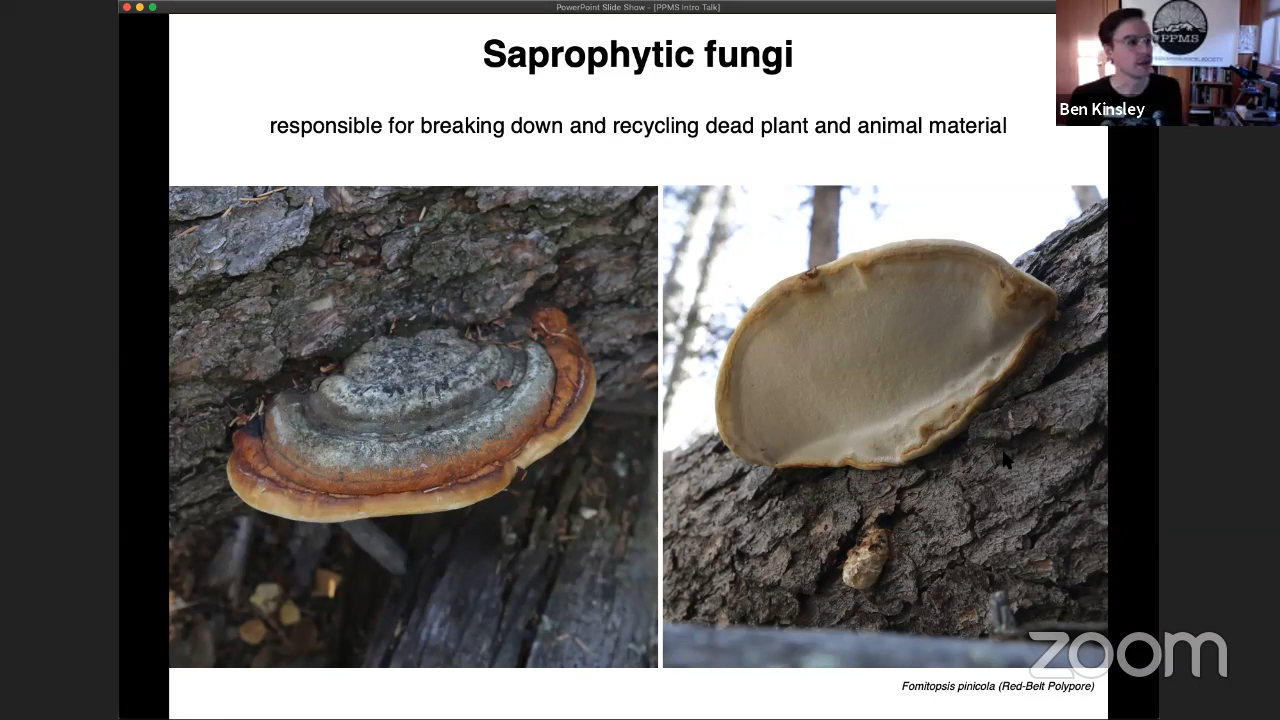 PowerPoint Slide Show - [PPMS Intro Talk]
Saprophytic fungi
responsible for breaking down and recycling dead plant and animal material
PPMS
Ben Kinsley
Fomitopsis pinicola (Red-Belt Polypore)
zoom